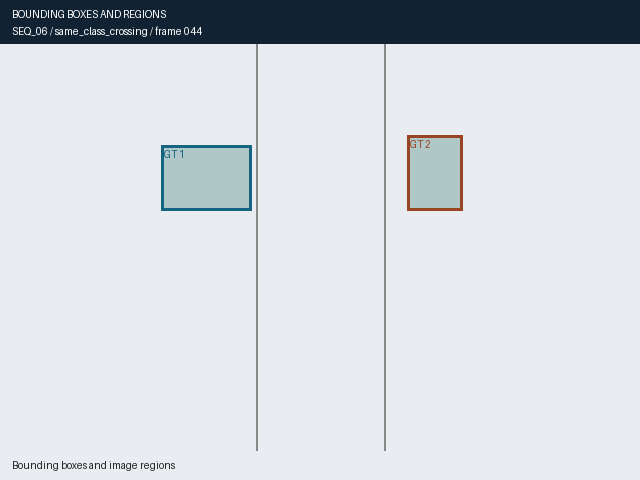 BOUNDING BOXES AND REGIONS
SEQ_06 / same_class_crossing / frame 044
GT1
GT2
Bounding boxes and image regions